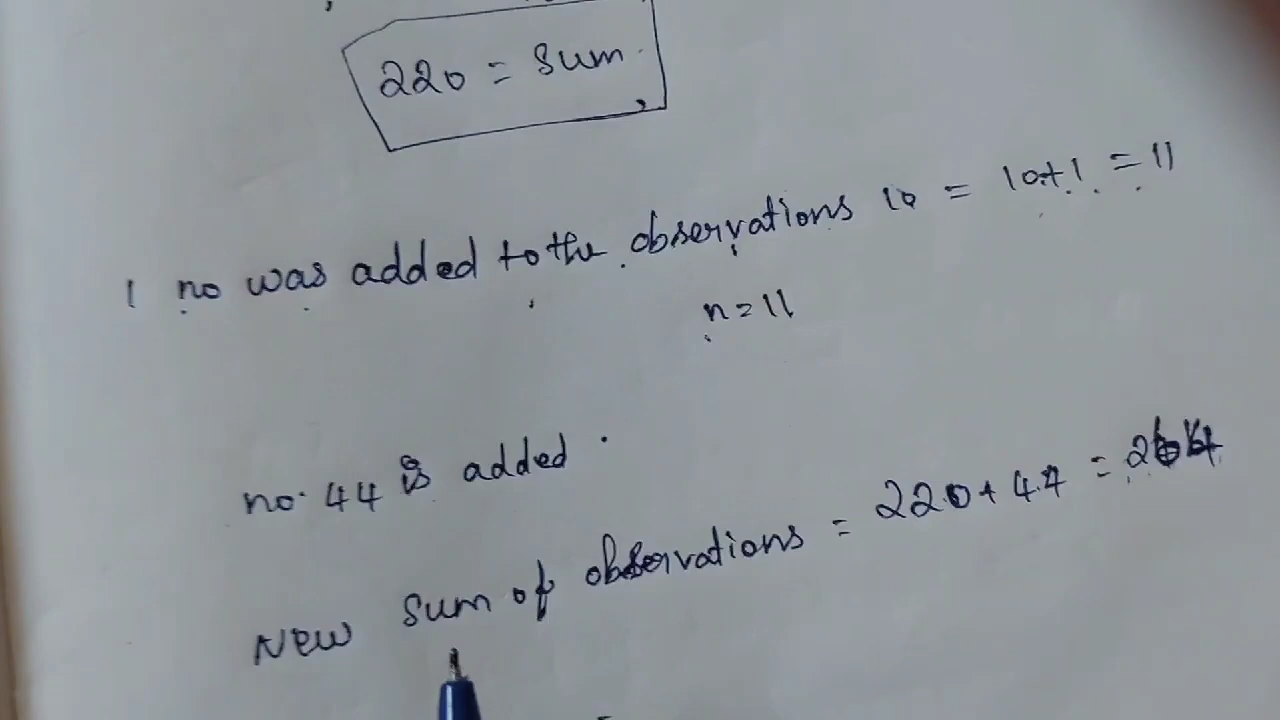 220 = Sum
1 no was added to the observations 10 = 10+1 = 11
n = 11
no. 44 is added.
New sum of observations = 220 + 44 = 264